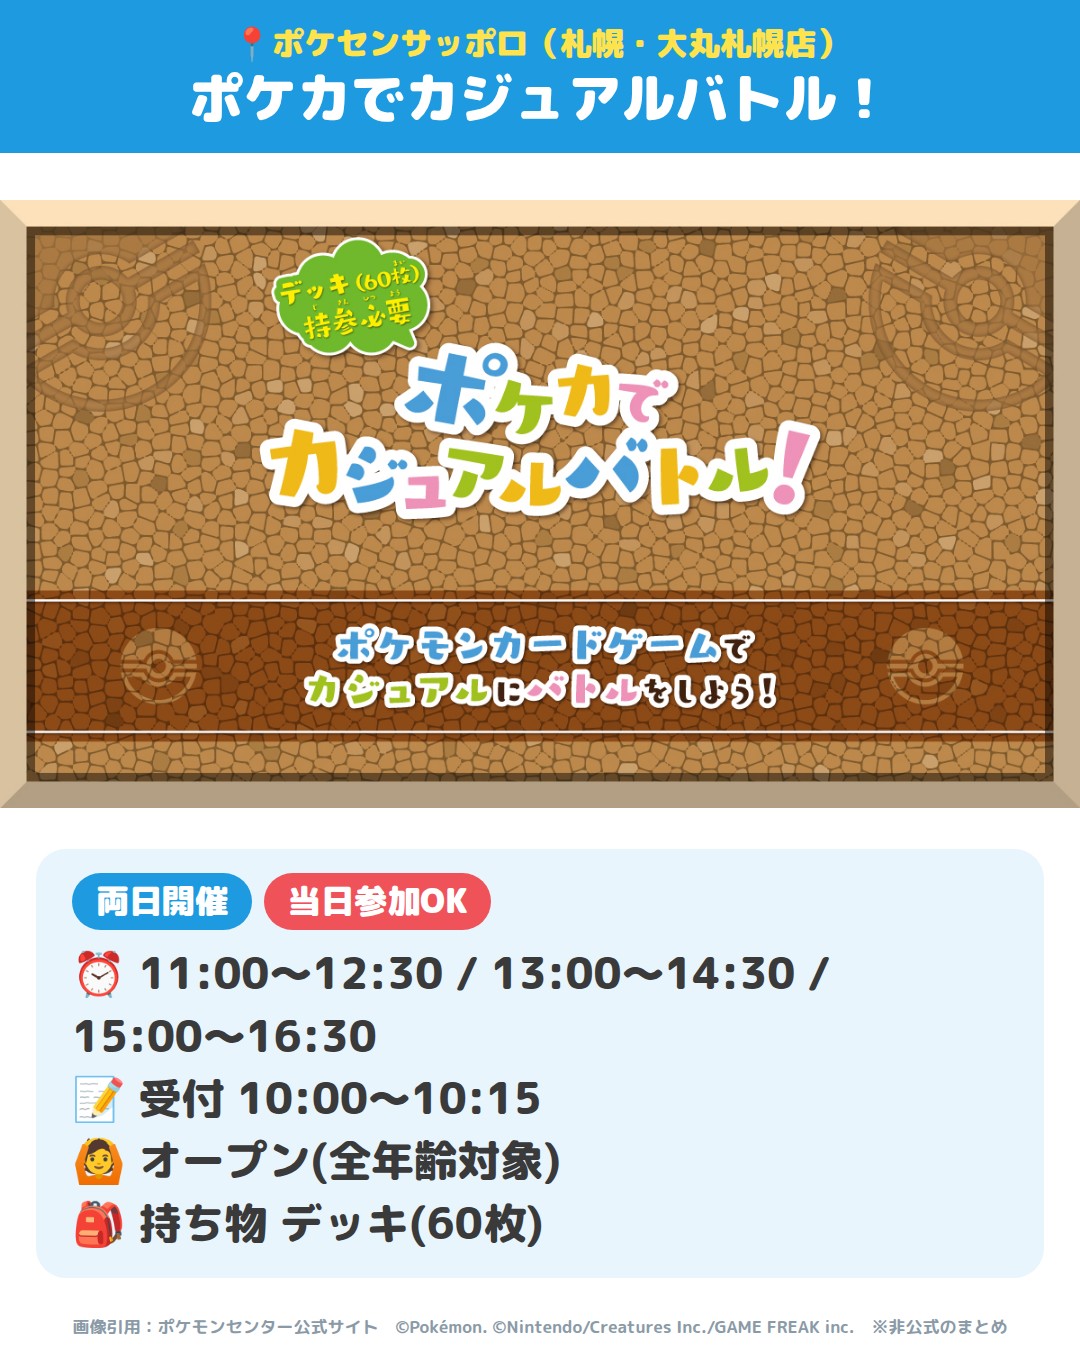 📍ポケセンサッポロ（札幌・大丸札幌店）
ポケカでカジュアルバトル！
デッキ(60枚)
持参必要
ポケカで
カジュアルバトル!
ポケモンカードゲームで
カジュアルにバトルをしよう!
両日開催 当日参加OK
⏰ 11:00〜12:30 / 13:00〜14:30 /
15:00〜16:30
📝 受付 10:00〜10:15
🙆 オープン(全年齢対象)
🎒 持ち物 デッキ(60枚)
画像引用：ポケモンセンター公式サイト　©Pokémon. ©Nintendo/Creatures Inc./GAME FREAK inc.　※非公式のまとめ